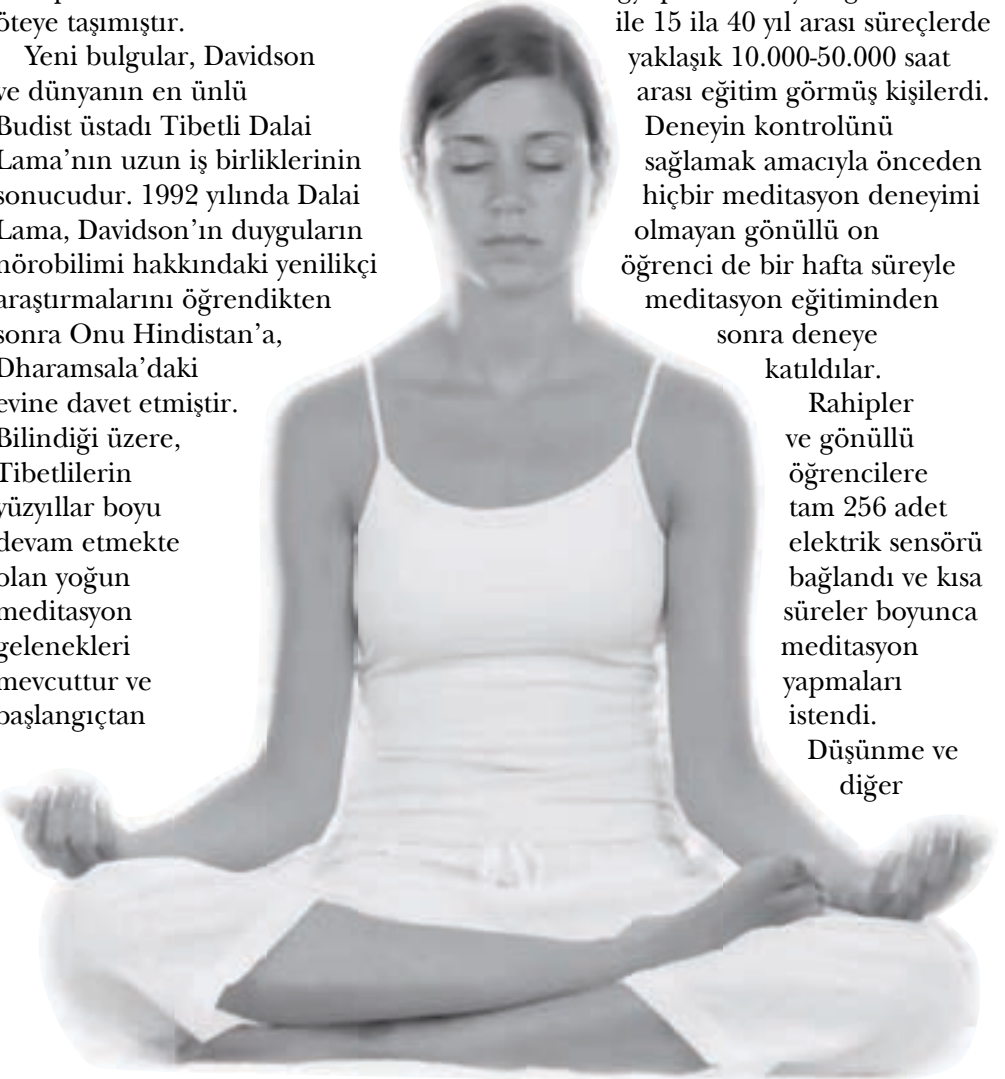 öteye taşımıştır.
Yeni bulgular, Davidson
ve dünyanın en ünlü
Budist üstadı Tibetli Dalai
Lama’nın uzun iş birliklerinin
sonucudur. 1992 yılında Dalai
Lama, Davidson’ın duyguların
nörobilimi hakkındaki yenilikçi
araştırmalarını öğrendikten
sonra Onu Hindistan’a,
Dharamsala’daki
evine davet etmiştir.
Bilindiği üzere,
Tibetlilerin
yüzyıllar boyu
devam etmekte
olan yoğun
meditasyon
gelenekleri
mevcuttur ve
başlangıçtan
ile 15 ila 40 yıl arası süreçlerde
yaklaşık 10.000-50.000 saat
arası eğitim görmüş kişilerdi.
Deneyin kontrolünü
sağlamak amacıyla önceden
hiçbir meditasyon deneyimi
olmayan gönüllü on
öğrenci de bir hafta süreyle
meditasyon eğitiminden
sonra deneye
katıldılar.
Rahipler
ve gönüllü
öğrencilere
tam 256 adet
elektrik sensörü
bağlandı ve kısa
süreler boyunca
meditasyon
yapmaları
istendi.
Düşünme ve
diğer